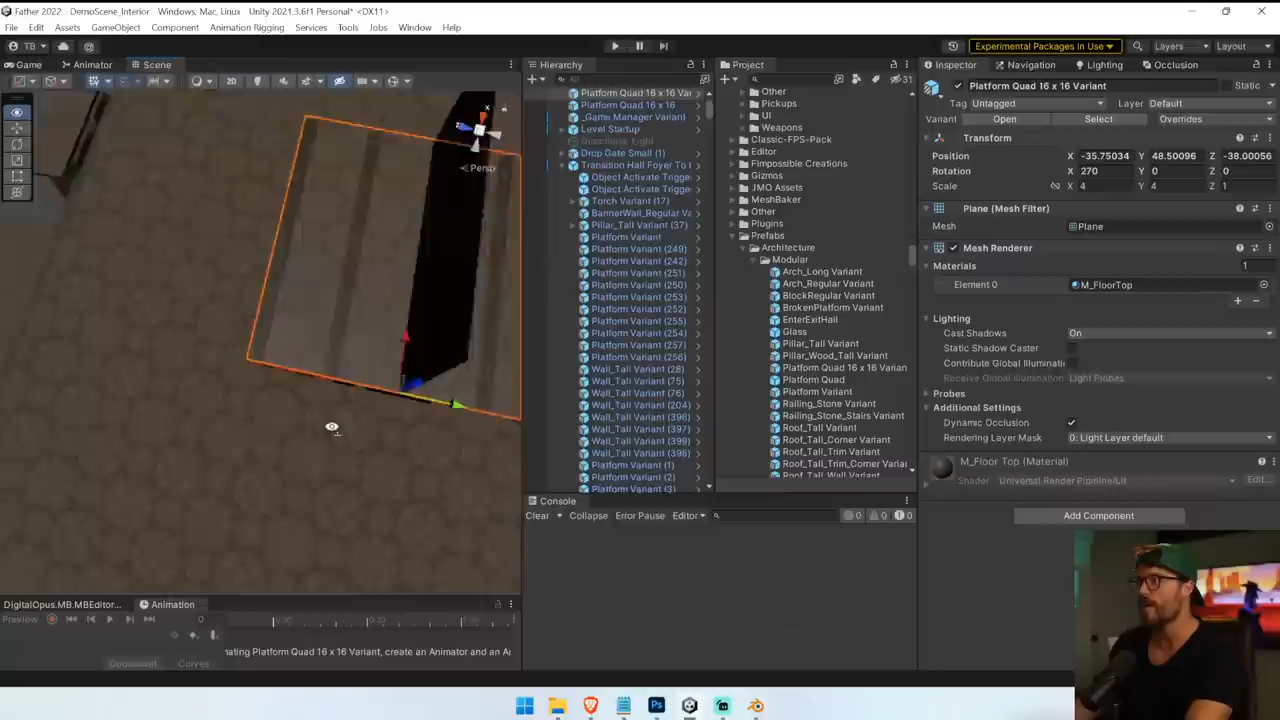 Father 2022 - DemoScene_Interior - Windows, Mac, Linux - Unity 2021.3.6f1 Personal* <DX11>
File Edit Assets GameObject Component Animation Rigging Services Tools Jobs Window Help
TB Experimental Packages In Use Layers Layout
Game Animator Scene
2D
Persp
Hierarchy
All
Platform Quad 16 x 16 Var
Platform Quad 16 x 16
_Game Manager Variant
Level Startup
Directional Light
Drop Gate Small (1)
Transition Hall Foyer To
Object Activate Trigge
Object Activate Trigge
Torch Variant (17)
BannerWall_Regular Va
Pillar_Tall Variant (37)
Platform Variant
Platform Variant (249)
Platform Variant (242)
Platform Variant (251)
Platform Variant (250)
Platform Variant (253)
Platform Variant (252)
Platform Variant (255)
Platform Variant (254)
Platform Variant (257)
Platform Variant (256)
Wall_Tall Variant (28)
Wall_Tall Variant (75)
Wall_Tall Variant (76)
Wall_Tall Variant (204)
Wall_Tall Variant (396)
Wall_Tall Variant (397)
Wall_Tall Variant (399)
Wall_Tall Variant (398)
Platform Variant (1)
Platform Variant (2)
Platform Variant (3)
Project
31
Other
Pickups
UI
Weapons
Classic-FPS-Pack
Editor
Fimpossible Creations
Gizmos
JMO Assets
MeshBaker
Other
Plugins
Prefabs
Architecture
Modular
Arch_Long Variant
Arch_Regular Variant
BlockRegular Variant
BrokenPlatform Variant
EnterExitHall
Glass
Pillar_Tall Variant
Pillar_Wood_Tall Variant
Platform Quad 16 x 16 Varian
Platform Quad
Platform Variant
Railing_Stone Variant
Railing_Stone_Stairs Variant
Roof_Tall Variant
Roof_Tall_Corner Variant
Roof_Tall_Trim Variant
Roof_Tall_Trim_Corner Varian
Roof_Tall_Wall Variant
Inspector Navigation Lighting Occlusion
Platform Quad 16 x 16 Variant Static
Tag Untagged Layer Default
Variant Open Select Overrides
Transform
Position X -35.75034 Y 48.50096 Z -38.00056
Rotation X 270 Y 0 Z 0
Scale X 4 Y 4 Z 1
Plane (Mesh Filter)
Mesh Plane
Mesh Renderer
Materials 1
Element 0 M_FloorTop
Lighting
Cast Shadows On
Static Shadow Caster
Contribute Global Illuminati
Receive Global Illumination Light Probes
Probes
Additional Settings
Dynamic Occlusion
Rendering Layer Mask 0: Light Layer default
M_Floor Top (Material)
Shader Universal Render Pipeline/Lit Edit...
Add Component
Console
Clear Collapse Error Pause Editor 0 0 0
DigitalOpus.MB.MBEditor... Animation
Preview 0
nating Platform Quad 16 x 16 Variant, create an Animator and an Ar
Dopesheet Curves
Ps